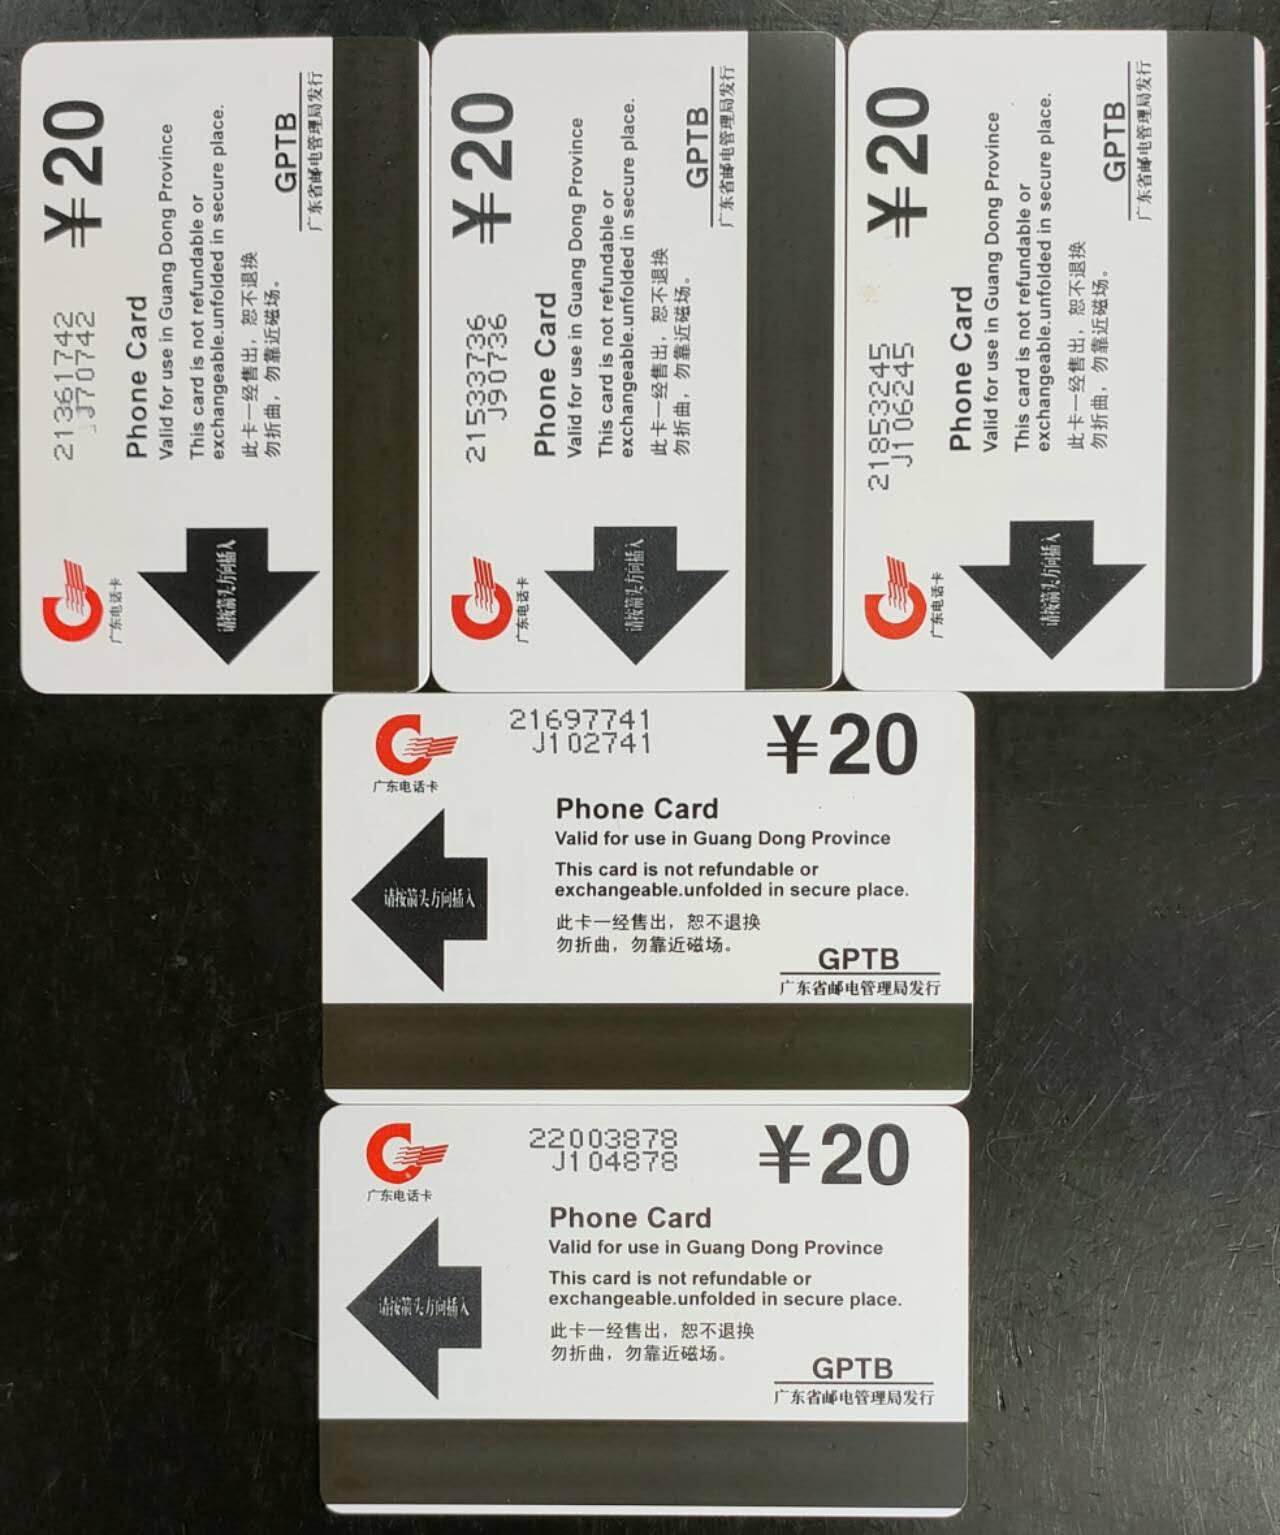 21361742
J70742
¥20
Phone Card
Valid for use in Guang Dong Province
This card is not refundable or
exchangeable.unfolded in secure place.
此卡一经售出，恕不退换
勿折曲，勿靠近磁场。
GPTB
广东省邮电管理局发行
广东电话卡
请按箭头方向插入
21533736
J90736
¥20
Phone Card
Valid for use in Guang Dong Province
This card is not refundable or
exchangeable.unfolded in secure place.
此卡一经售出，恕不退换
勿折曲，勿靠近磁场。
GPTB
广东省邮电管理局发行
广东电话卡
请按箭头方向插入
21853245
J106245
¥20
Phone Card
Valid for use in Guang Dong Province
This card is not refundable or
exchangeable.unfolded in secure place.
此卡一经售出，恕不退换
勿折曲，勿靠近磁场。
GPTB
广东省邮电管理局发行
广东电话卡
请按箭头方向插入
21697741
J102741
¥20
广东电话卡
Phone Card
Valid for use in Guang Dong Province
This card is not refundable or
exchangeable.unfolded in secure place.
请按箭头方向插入
此卡一经售出，恕不退换
勿折曲，勿靠近磁场。
GPTB
广东省邮电管理局发行
22003878
J104878
¥20
广东电话卡
Phone Card
Valid for use in Guang Dong Province
This card is not refundable or
exchangeable.unfolded in secure place.
请按箭头方向插入
此卡一经售出，恕不退换
勿折曲，勿靠近磁场。
GPTB
广东省邮电管理局发行